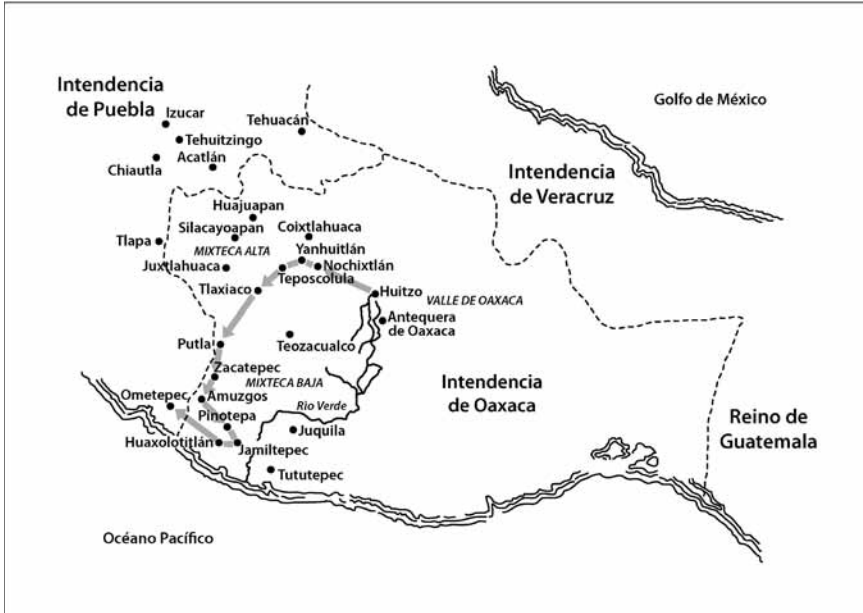 Intendencia
de Puebla
Izucar
Tehuitzingo
Tehuacán
Chiautla
Acatlán
Golfo de México
Intendencia
de Veracruz
Huajuapan
Silacayoapan
Coixtlahuaca
Tlapa
MIXTECA ALTA
Yanhuitlán
Juxtlahuaca
Nochixtlán
Teposcolula
Tlaxiaco
Huitzo
VALLE DE OAXACA
Antequera
de Oaxaca
Putla
Teozacualco
Zacatepec
MIXTECA BAJA
Intendencia
de Oaxaca
Ometepec
Amuzgos
Rio Verde
Pinotepa
Reino de
Guatemala
Huaxolotitlán
Jamiltepec
Juquila
Tututepec
Océano Pacífico